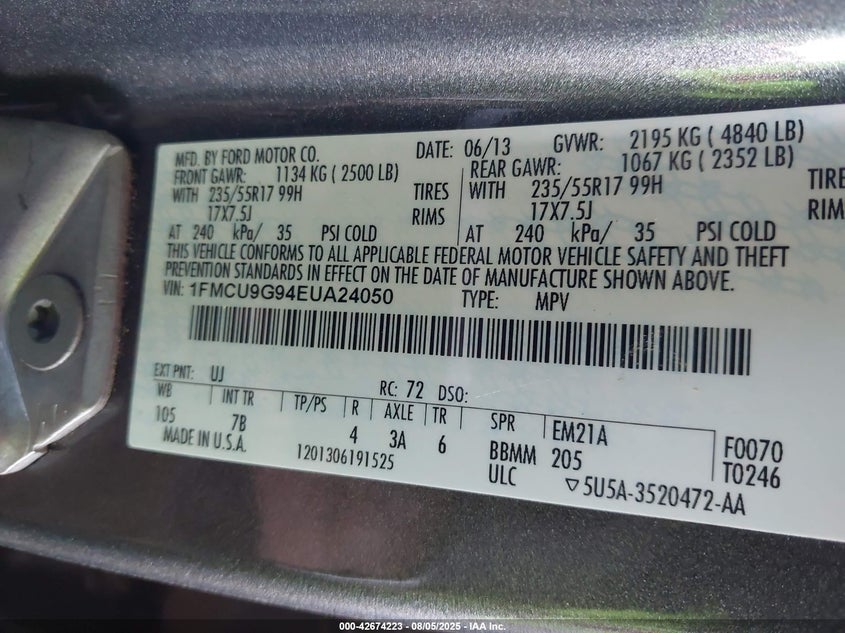 MFD. BY FORD MOTOR CO. DATE: 06/13 GVWR: 2195 KG ( 4840 LB)
FRONT GAWR: 1134 KG ( 2500 LB) REAR GAWR: 1067 KG ( 2352 LB)
WITH 235/55R17 99H TIRES WITH 235/55R17 99H TIRE
17X7.5J RIMS 17X7.5J RIM
AT 240 kPa/ 35 PSI COLD AT 240 kPa/ 35 PSI COLD
THIS VEHICLE CONFORMS TO ALL APPLICABLE FEDERAL MOTOR VEHICLE SAFETY AND THEFT
PREVENTION STANDARDS IN EFFECT ON THE DATE OF MANUFACTURE SHOWN ABOVE.
VIN: 1FMCU9G94EUA24050 TYPE: MPV
EXT PNT: UJ RC: 72 DSO:
WB INT TR TP/PS R AXLE TR SPR EM21A F0070
105 7B 4 3A 6 BBMM 205 T0246
MADE IN U.S.A. 1201306191525 ULC ▽5U5A-3520472-AA
000-42674223 - 08/05/2025 - IAA Inc.